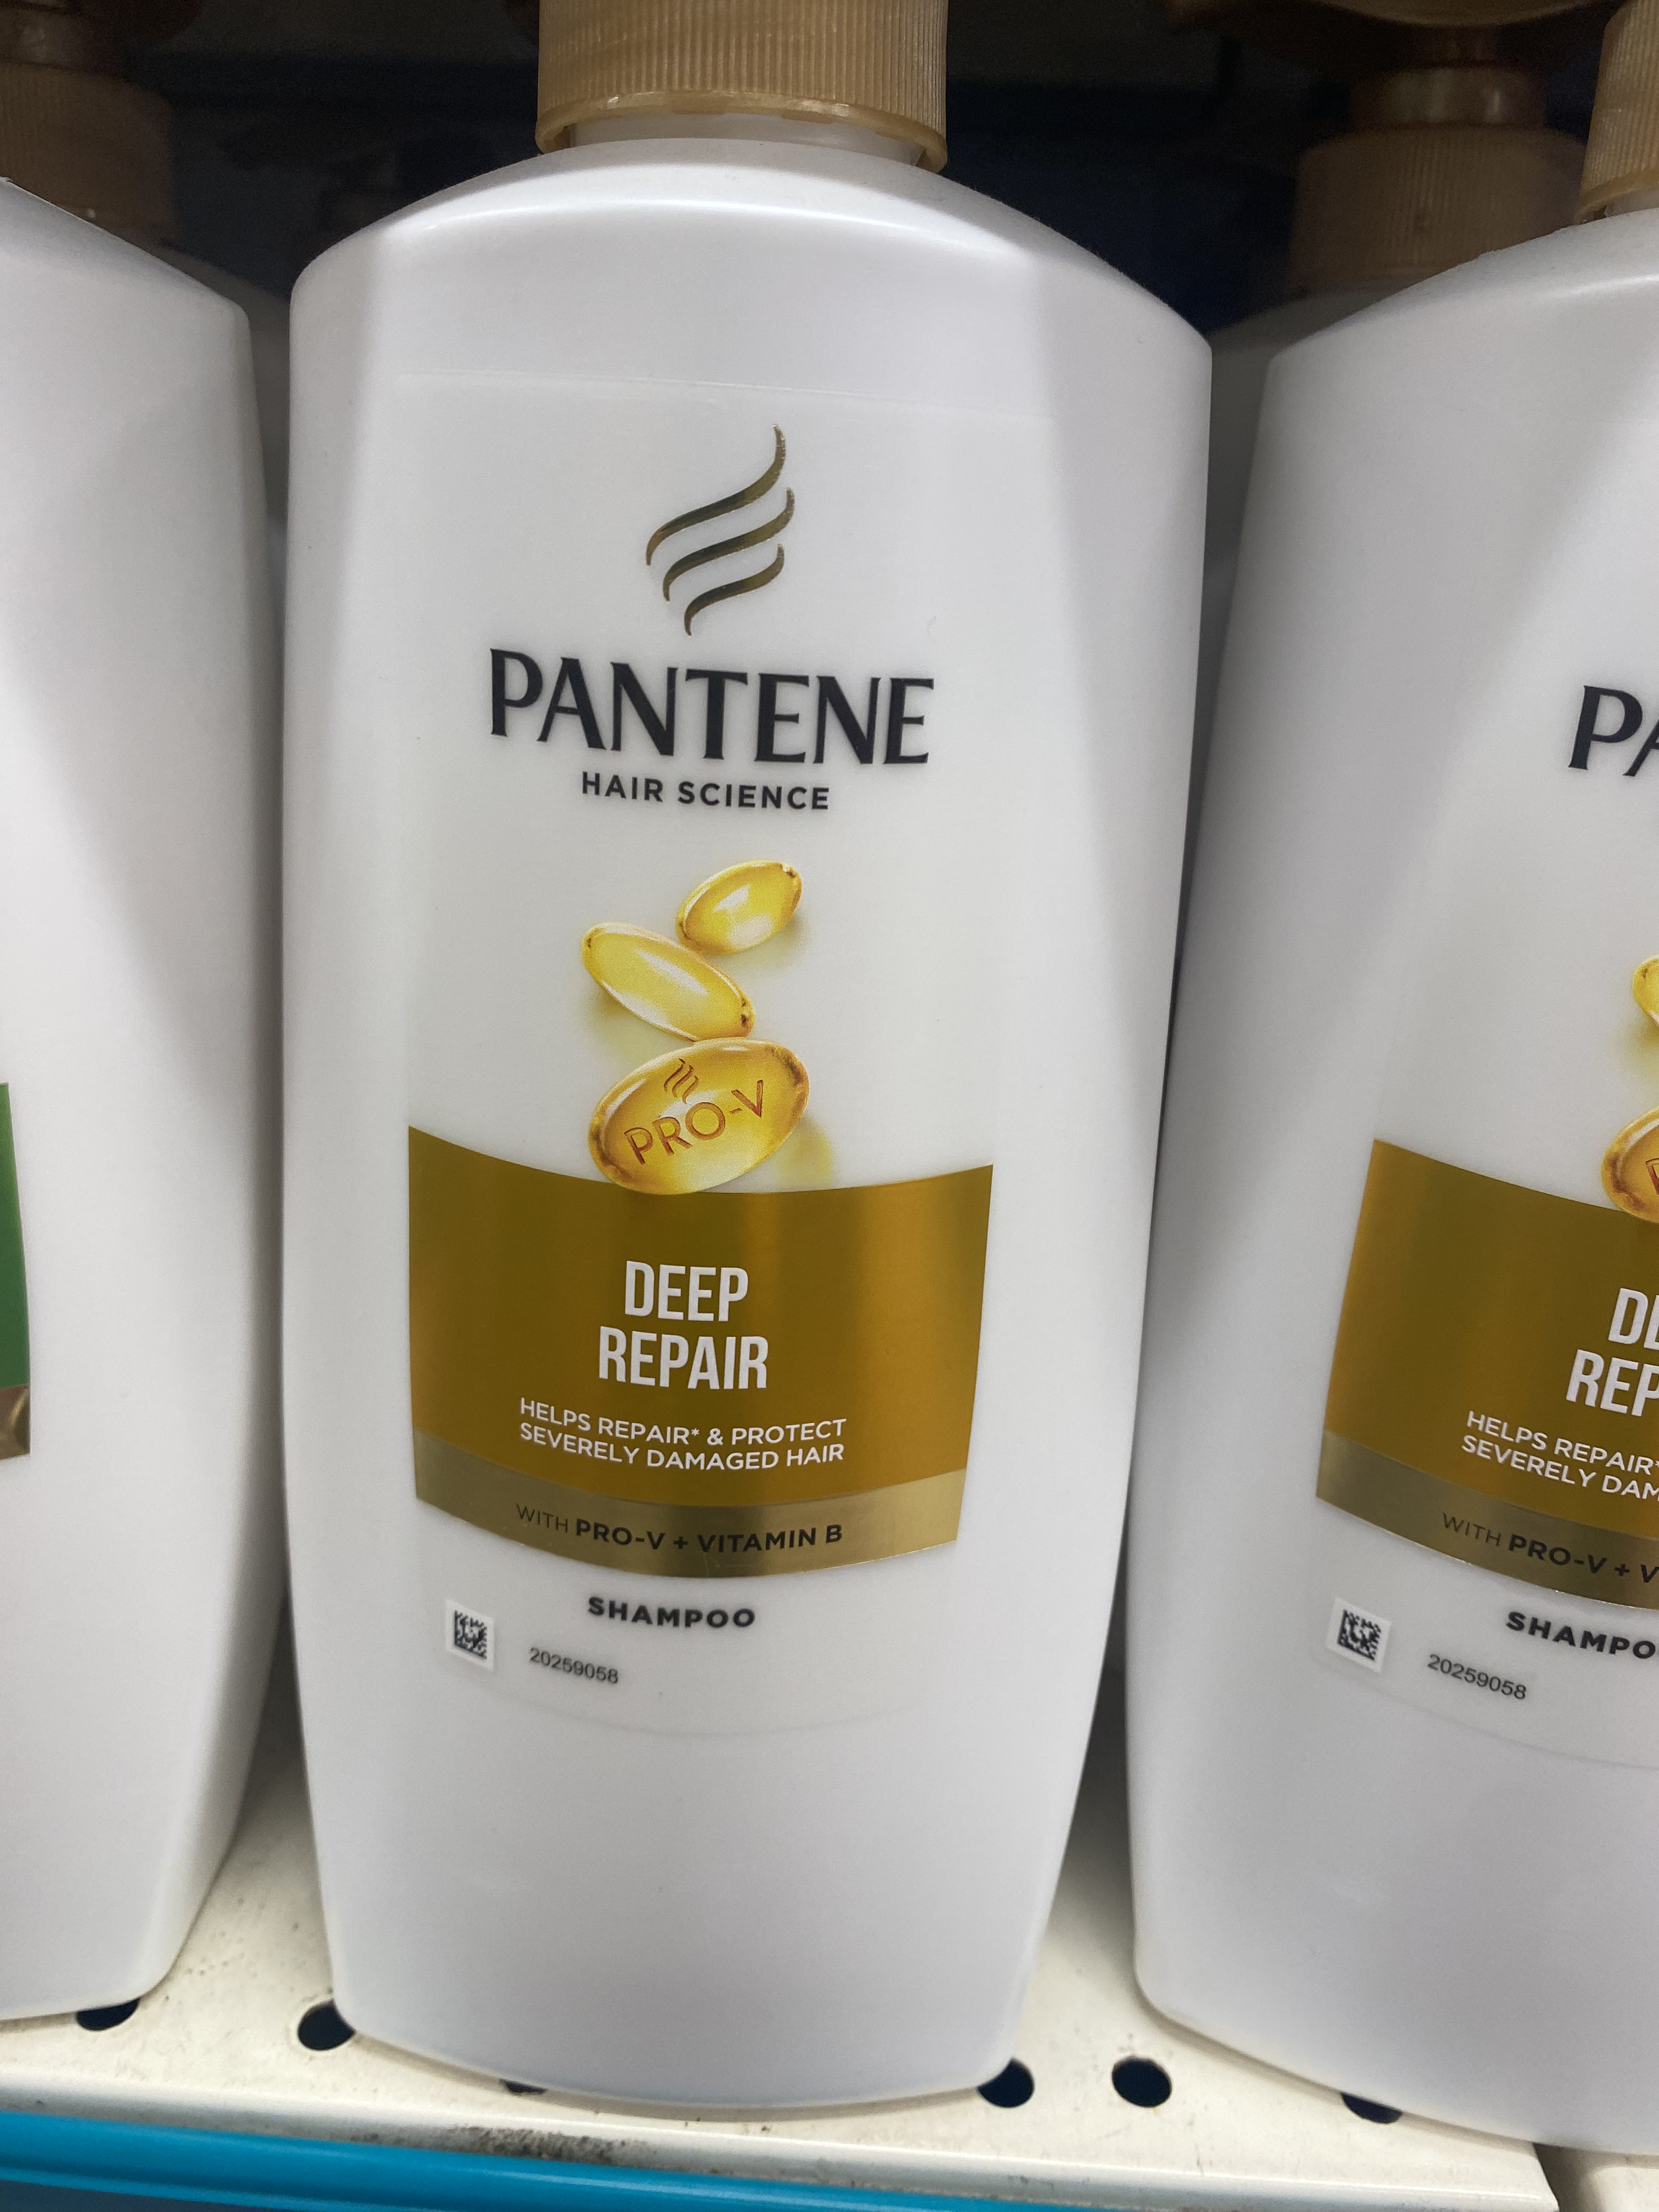 PANTENE
HAIR SCIENCE
PRO-V
DEEP
REPAIR
HELPS REPAIR* & PROTECT
SEVERELY DAMAGED HAIR
WITH PRO-V + VITAMIN B
SHAMPOO
20259058
PA
DE
REP
HELPS REPAIR*
SEVERELY DAM
WITH PRO-V + V
SHAMPO
20259058